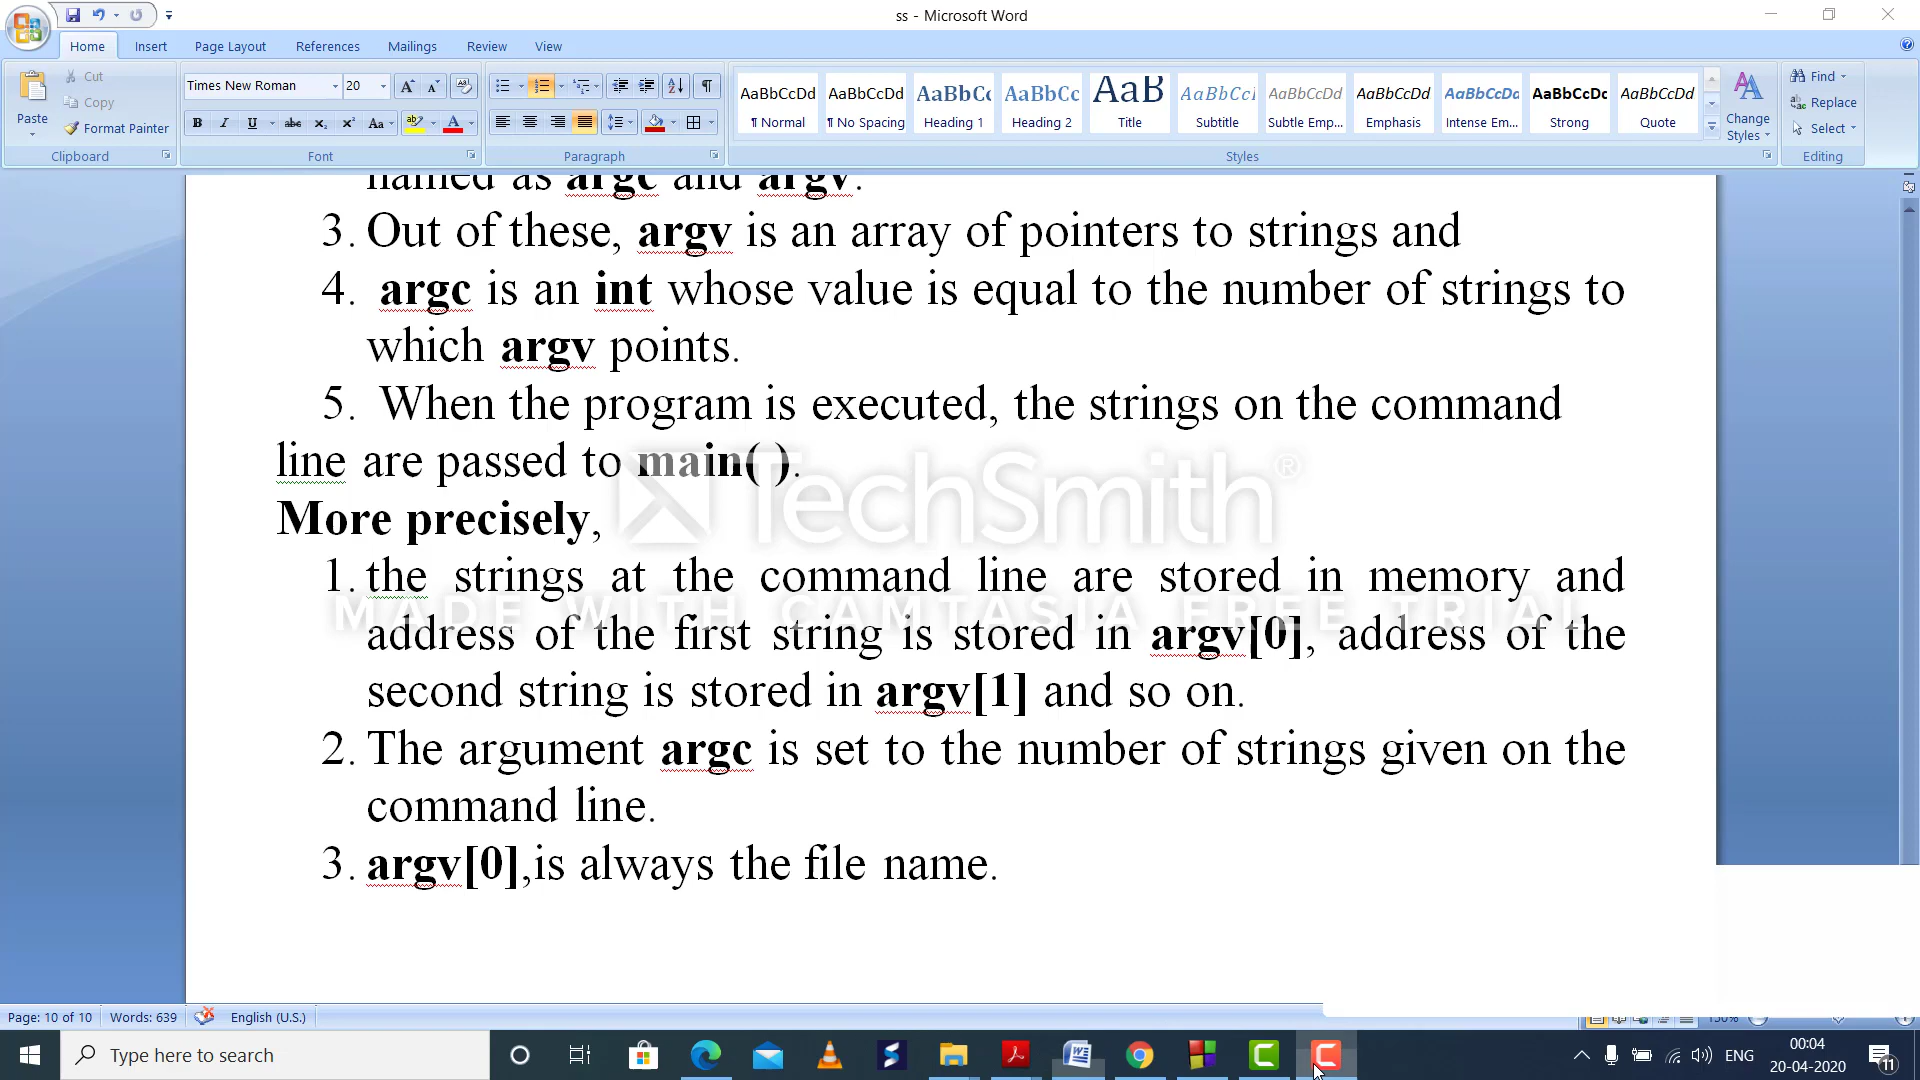 ss - Microsoft Word
Home Insert Page Layout References Mailings Review View
Paste
Cut
Copy
Format Painter
Clipboard
Times New Roman 20
Font
Paragraph
AaBbCcDd AaBbCcDd AaBbCc AaBbCc AaB AaBbCcI AaBbCcDd AaBbCcDd AaBbCcDd AaBbCcDc AaBbCcDd
¶ Normal ¶ No Spacing Heading 1 Heading 2 Title Subtitle Subtle Emp... Emphasis Intense Em... Strong Quote
Change Styles
Styles
Find
Replace
Select
Editing
named as argc and argv.
3. Out of these, argv is an array of pointers to strings and
4. argc is an int whose value is equal to the number of strings to
which argv points.
5. When the program is executed, the strings on the command
line are passed to main( ).
TechSmith®
More precisely,
1. the strings at the command line are stored in memory and
MADE WITH CAMTASIA FREE TRIAL
address of the first string is stored in argv[0], address of the
second string is stored in argv[1] and so on.
2. The argument argc is set to the number of strings given on the
command line.
3. argv[0],is always the file name.
Page: 10 of 10 Words: 639 English (U.S.) 150%
Type here to search
ENG
00:04
20-04-2020
11